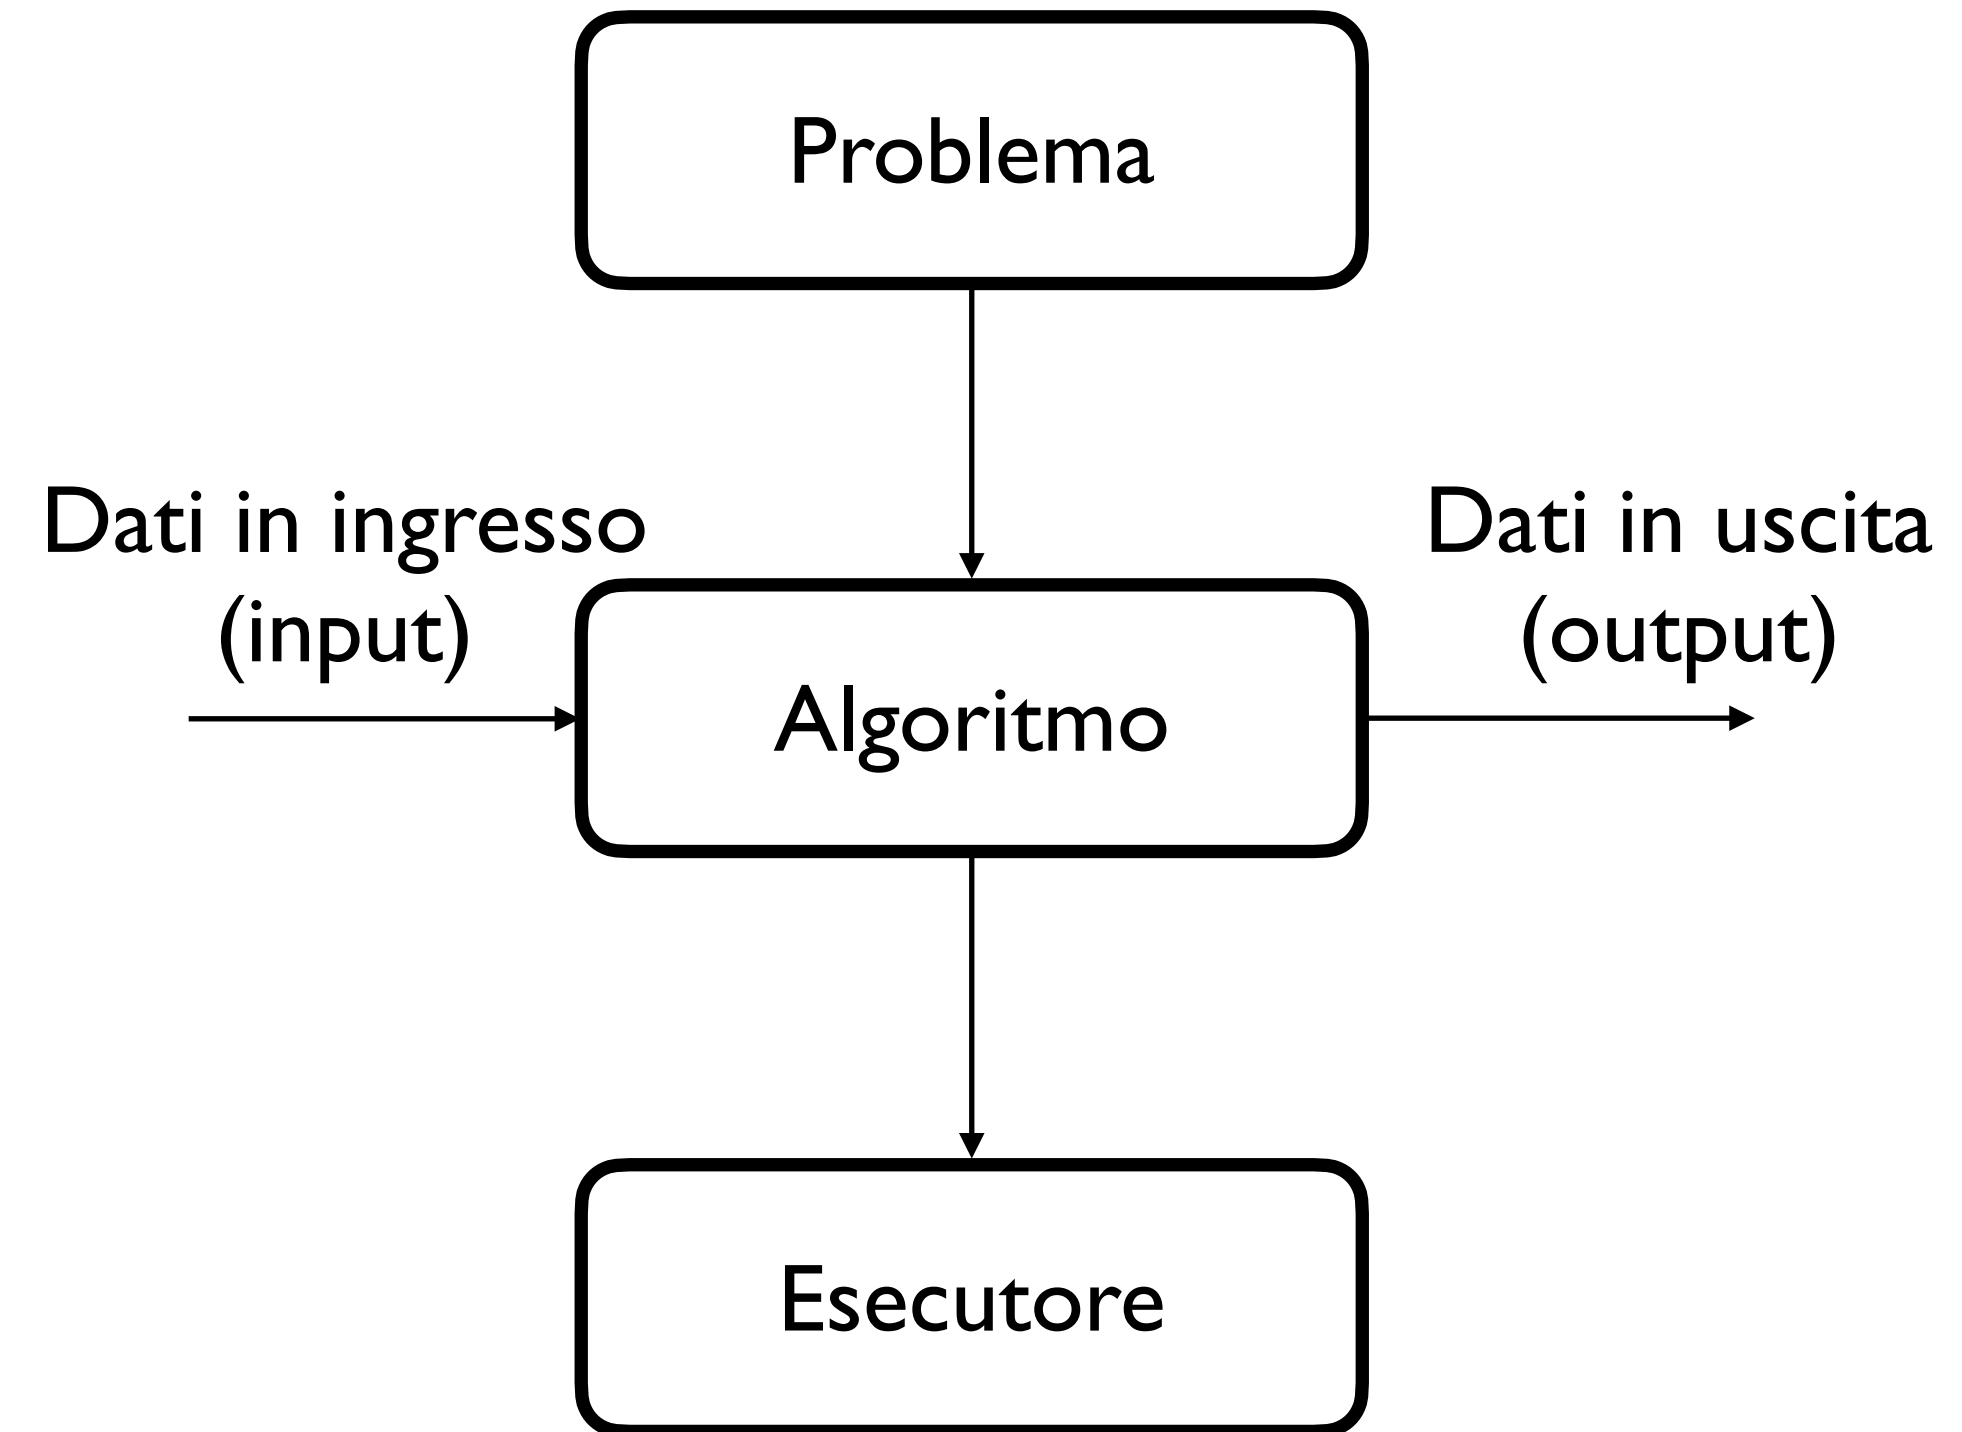 Problema
Dati in ingresso
(input)
Dati in uscita
(output)
Algoritmo
Esecutore